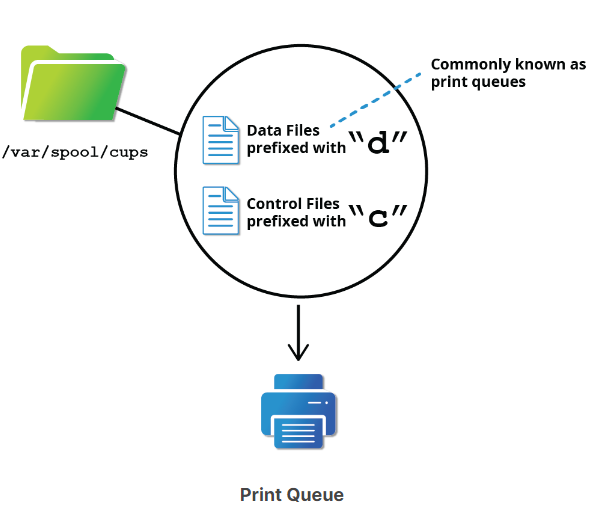 Commonly known as
print queues
Data Files
prefixed with “d”
/var/spool/cups
Control Files
prefixed with “c”
Print Queue